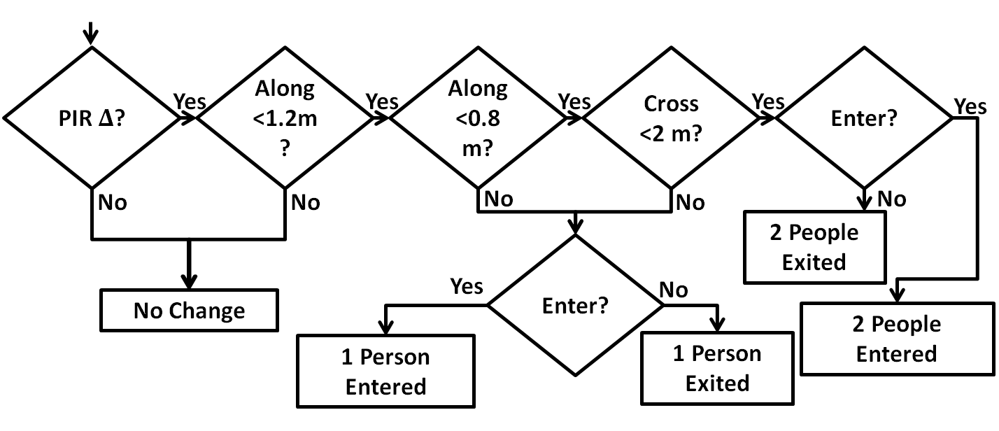 PIR Δ?
Yes
No
Along
<1.2m
?
Yes
No
Along
<0.8
m?
Yes
No
Cross
<2 m?
Yes
No
Enter?
Yes
No
No Change
Enter?
Yes
No
1 Person
Entered
1 Person
Exited
2 People
Exited
2 People
Entered